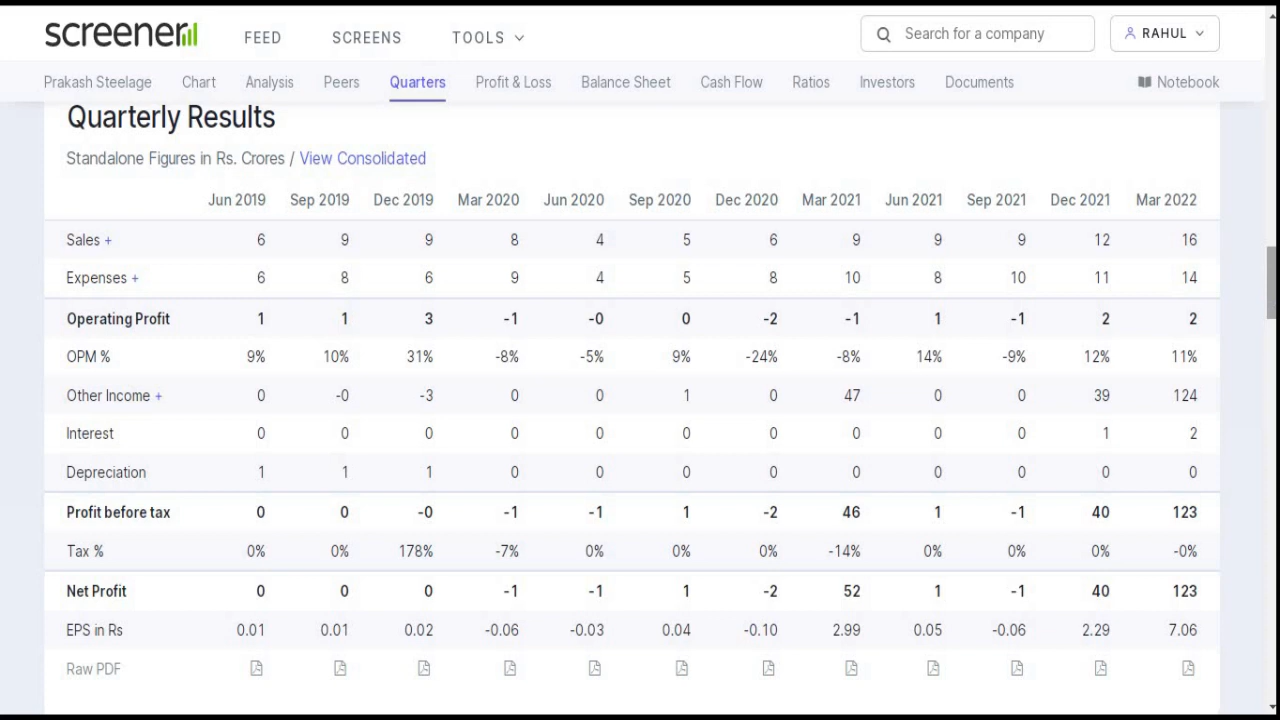 screener FEED SCREENS TOOLS Search for a company RAHUL
Prakash Steelage Chart Analysis Peers Quarters Profit & Loss Balance Sheet Cash Flow Ratios Investors Documents Notebook
Quarterly Results
Standalone Figures in Rs. Crores / View Consolidated
Jun 2019 Sep 2019 Dec 2019 Mar 2020 Jun 2020 Sep 2020 Dec 2020 Mar 2021 Jun 2021 Sep 2021 Dec 2021 Mar 2022
Sales + 6 9 9 8 4 5 6 9 9 9 12 16
Expenses + 6 8 6 9 4 5 8 10 8 10 11 14
Operating Profit 1 1 3 -1 -0 0 -2 -1 1 -1 2 2
OPM % 9% 10% 31% -8% -5% 9% -24% -8% 14% -9% 12% 11%
Other Income + 0 -0 -3 0 0 1 0 47 0 0 39 124
Interest 0 0 0 0 0 0 0 0 0 0 1 2
Depreciation 1 1 1 0 0 0 0 0 0 0 0 0
Profit before tax 0 0 -0 -1 -1 1 -2 46 1 -1 40 123
Tax % 0% 0% 178% -7% 0% 0% 0% -14% 0% 0% 0% -0%
Net Profit 0 0 0 -1 -1 1 -2 52 1 -1 40 123
EPS in Rs 0.01 0.01 0.02 -0.06 -0.03 0.04 -0.10 2.99 0.05 -0.06 2.29 7.06
Raw PDF